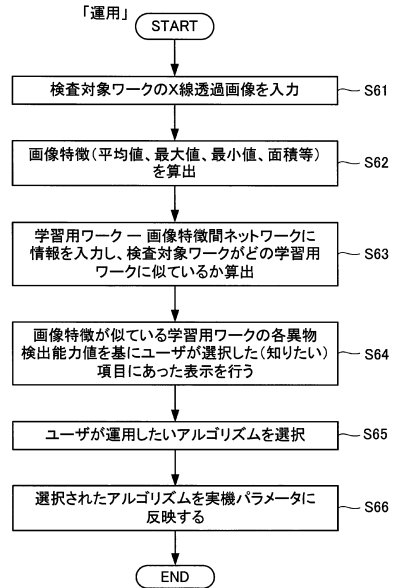 「運用」
START
検査対象ワークのX線透過画像を入力
S61
画像特徴(平均値、最大値、最小値、面積等)
を算出
S62
学習用ワーク ー 画像特徴間ネットワークに
情報を入力し、検査対象ワークがどの学習用
ワークに似ているか算出
S63
画像特徴が似ている学習用ワークの各異物
検出能力値を基にユーザが選択した(知りたい)
項目にあった表示を行う
S64
ユーザが運用したいアルゴリズムを選択
S65
選択されたアルゴリズムを実機パラメータに
反映する
S66
END